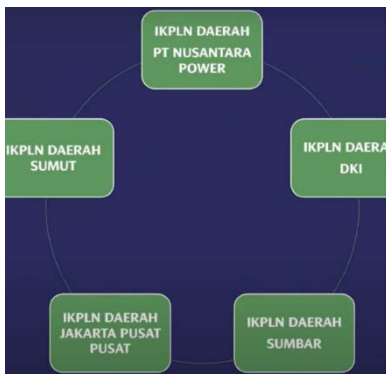 IKPLN DAERAH
PT NUSANTARA
POWER
IKPLN DAERAH
SUMUT
IKPLN DAERA
DKI
IKPLN DAERAH
JAKARTA PUSAT
PUSAT
IKPLN DAERAH
SUMBAR